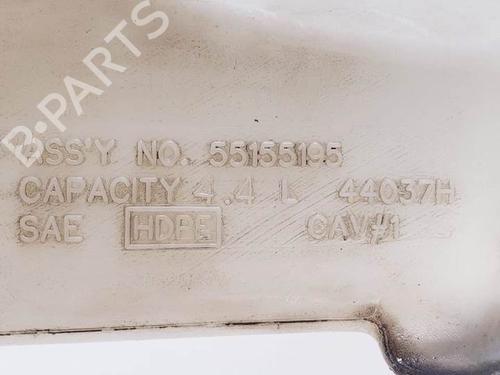 B-PARTS
ASS'Y NO. 55155195
CAPACITY 4.4 L 44037H
SAE HDPE CAV#1